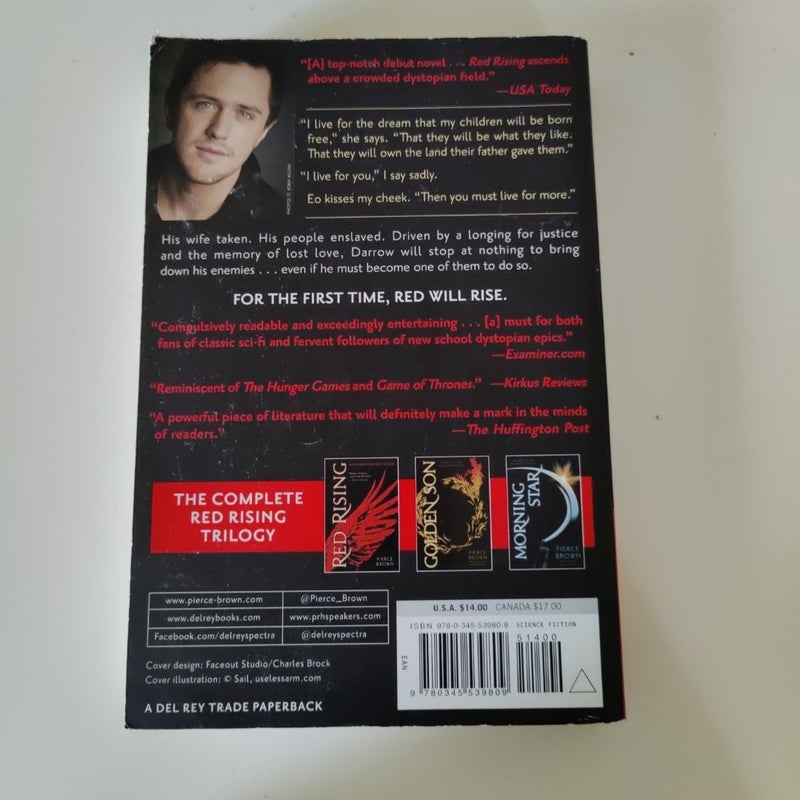 "[A] top-notch debut novel . . . Red Rising ascends
above a crowded dystopian field."
—USA Today
"I live for the dream that my children will be born
free," she says. "That they will be what they like.
That they will own the land their father gave them."
"I live for you," I say sadly.
Eo kisses my cheek. "Then you must live for more."
PHOTO: © JOAN ALLEN
His wife taken. His people enslaved. Driven by a longing for justice
and the memory of lost love, Darrow will stop at nothing to bring
down his enemies . . . even if he must become one of them to do so.
FOR THE FIRST TIME, RED WILL RISE.
"Compulsively readable and exceedingly entertaining . . . [a] must for both
fans of classic sci-fi and fervent followers of new school dystopian epics."
—Examiner.com
"Reminiscent of The Hunger Games and Game of Thrones." —Kirkus Reviews
"A powerful piece of literature that will definitely make a mark in the minds
of readers."
—The Huffington Post
THE COMPLETE
RED RISING
TRILOGY
RED RISING
PIERCE
BROWN
GOLDEN SON
PIERCE
BROWN
MORNING
STAR
PIERCE
BROWN
www.pierce-brown.com
@Pierce_Brown
www.delreybooks.com
www.prhspeakers.com
Facebook.com/delreyspectra
@delreyspectra
Cover design: Faceout Studio/Charles Brock
Cover illustration: © Sail, uselessarm.com
A DEL REY TRADE PAPERBACK
U.S.A. $14.00 CANADA $17.00
ISBN 978-0-345-53980-9 SCIENCE FICTION
51400
EAN
9 780345 539809